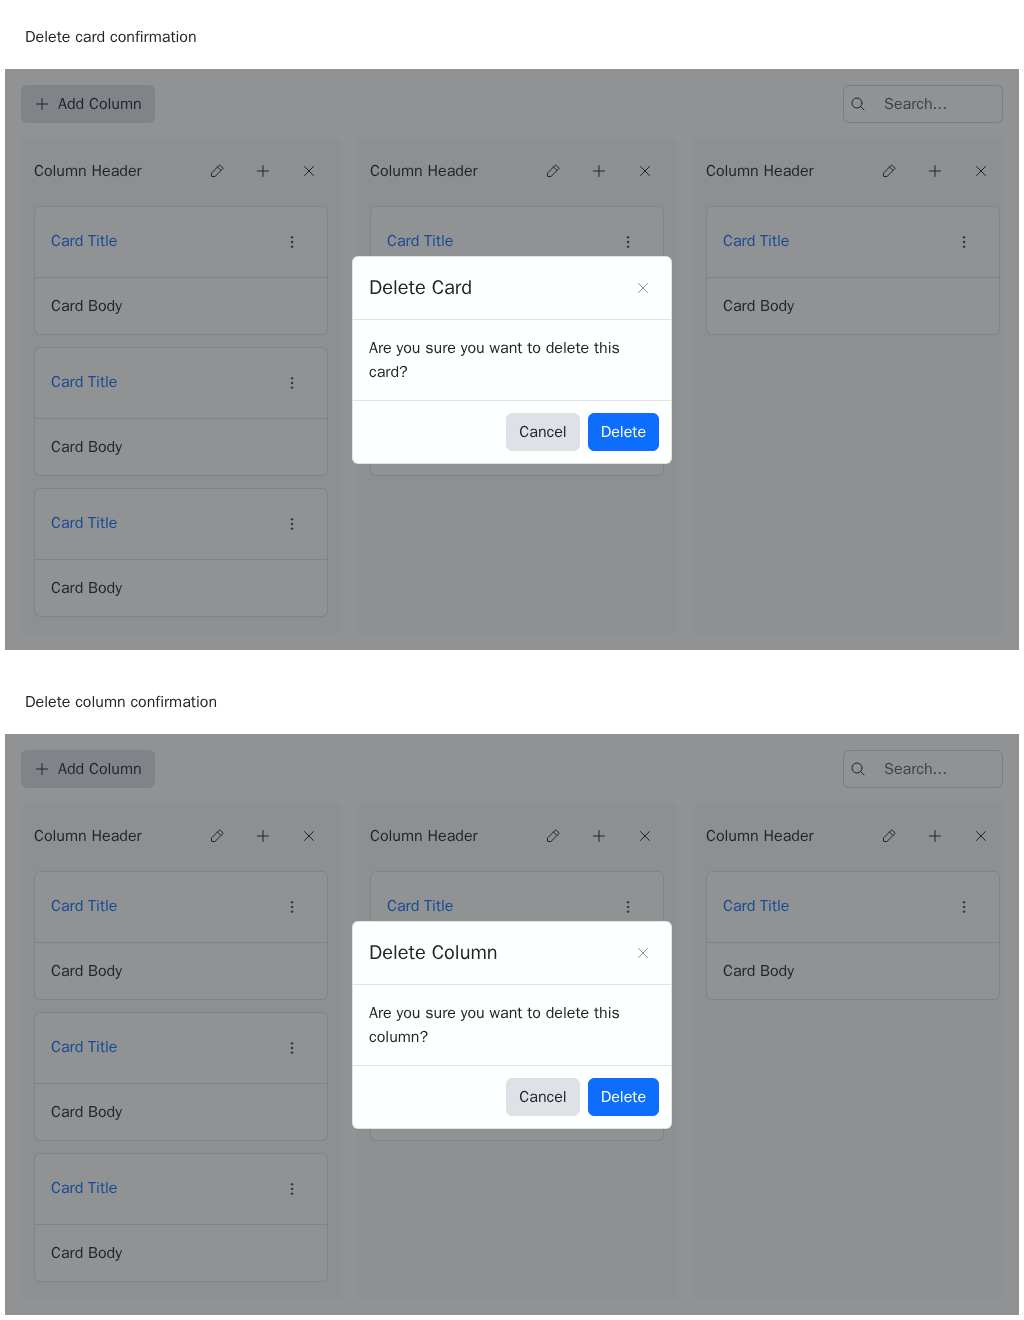 Delete card confirmation
Add Column
Search...
Column Header
Column Header
Column Header
Card Title
Card Title
Card Title
Card Body
Card Body
Card Title
Card Body
Card Title
Card Body
Delete Card
Are you sure you want to delete this
card?
Cancel
Delete
Delete column confirmation
Add Column
Search...
Column Header
Column Header
Column Header
Card Title
Card Title
Card Title
Card Body
Card Body
Card Title
Card Body
Card Title
Card Body
Delete Column
Are you sure you want to delete this
column?
Cancel
Delete